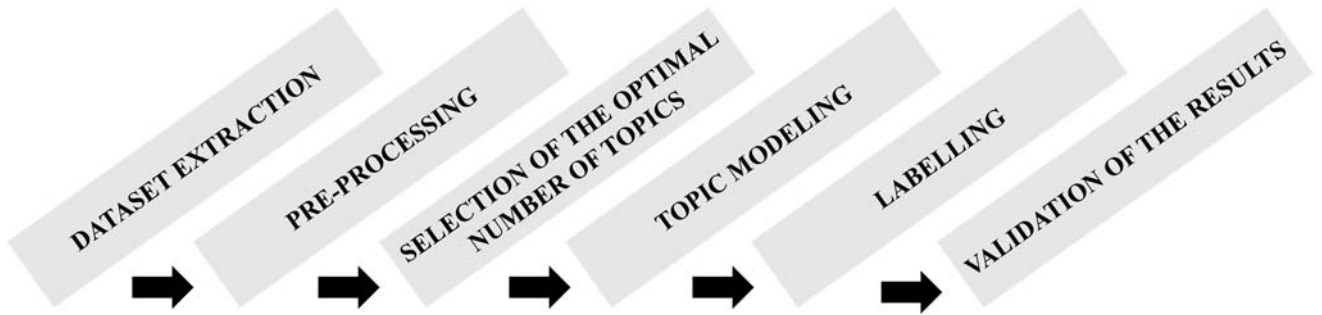 DATASET EXTRACTION
PRE-PROCESSING
SELECTION OF THE OPTIMAL
NUMBER OF TOPICS
TOPIC MODELING
LABELLING
VALIDATION OF THE RESULTS